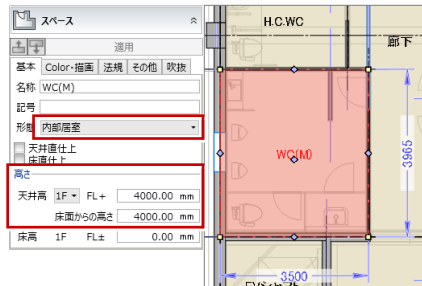 スペース
適用
基本 Color・描画 法規 その他 吹抜
名称 WC(M)
記号
形態 内部居室
天井直仕上
床直仕上
高さ
天井高 1F FL+ 4000.00 mm
床面からの高さ 4000.00 mm
床高 1F FL± 0.00 mm
H.C.WC
廊下
WC(M)
3965
3500